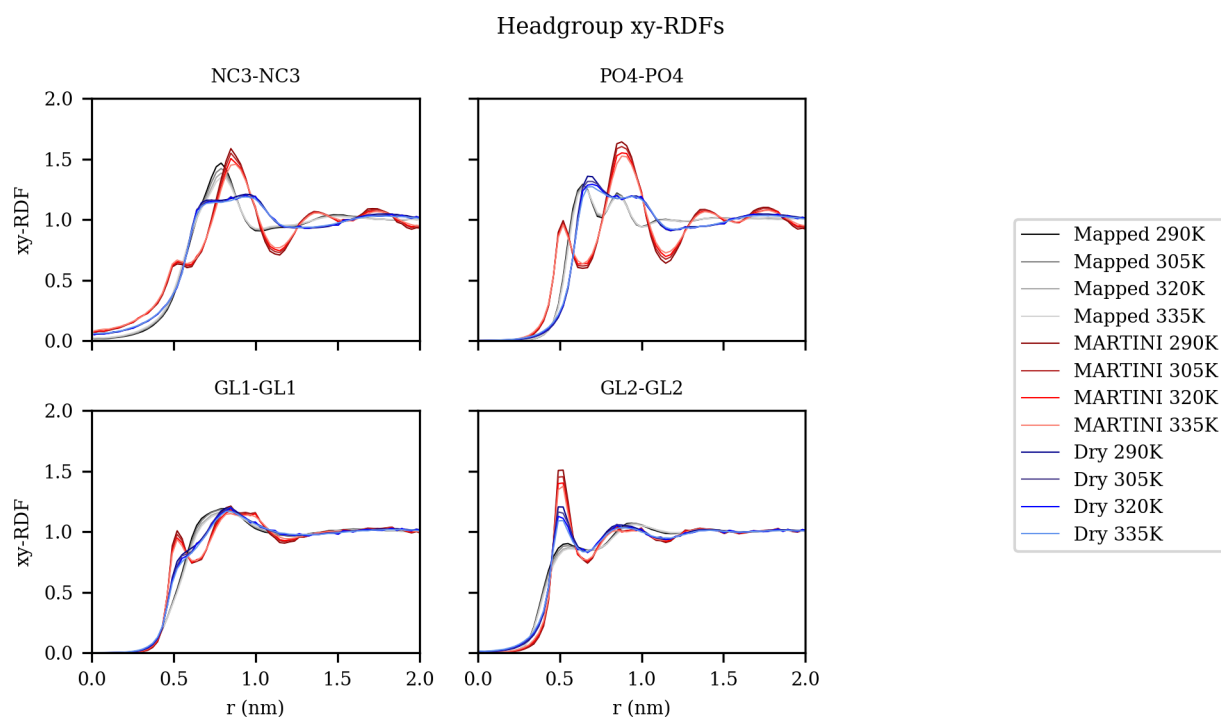 Headgroup xy-RDFs
NC3-NC3
PO4-PO4
2.0
1.5
1.0
0.5
0.0
xy-RDF
GL1-GL1
GL2-GL2
2.0
1.5
1.0
0.5
0.0
xy-RDF
0.0 0.5 1.0 1.5 2.0
r (nm)
0.0 0.5 1.0 1.5 2.0
r (nm)
Mapped 290K
Mapped 305K
Mapped 320K
Mapped 335K
MARTINI 290K
MARTINI 305K
MARTINI 320K
MARTINI 335K
Dry 290K
Dry 305K
Dry 320K
Dry 335K